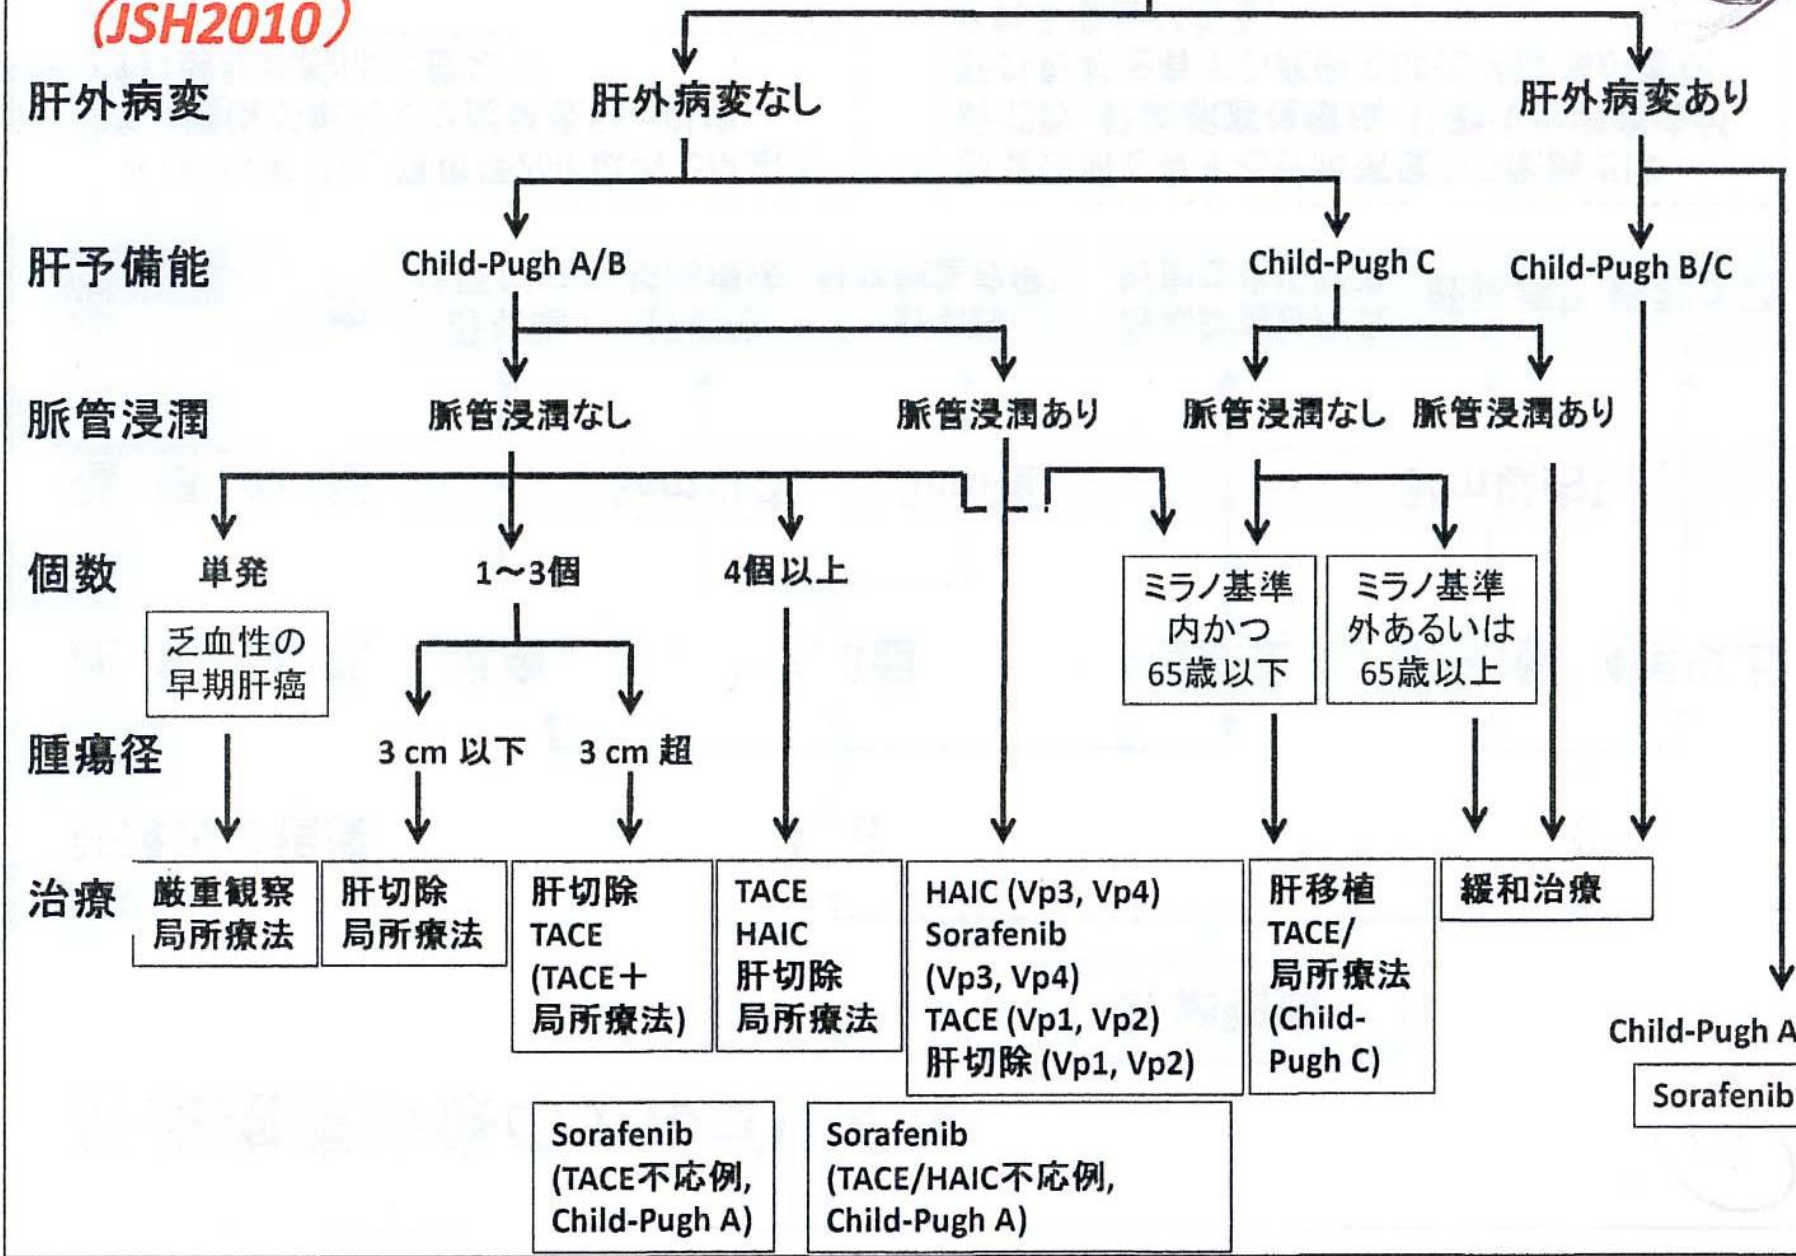 (JSH2010)
肝外病変
肝外病変なし
肝外病変あり
肝予備能
Child-Pugh A/B
Child-Pugh C
Child-Pugh B/C
脈管浸潤
脈管浸潤なし
脈管浸潤あり
脈管浸潤なし
脈管浸潤あり
個数
単発
1～3個
4個以上
乏血性の
早期肝癌
ミラノ基準
内かつ
65歳以下
ミラノ基準
外あるいは
65歳以上
腫瘍径
3 cm 以下
3 cm 超
治療
厳重観察
局所療法
肝切除
局所療法
肝切除
TACE
(TACE＋
局所療法)
TACE
HAIC
肝切除
局所療法
HAIC (Vp3, Vp4)
Sorafenib
(Vp3, Vp4)
TACE (Vp1, Vp2)
肝切除 (Vp1, Vp2)
肝移植
TACE/
局所療法
(Child-
Pugh C)
緩和治療
Child-Pugh A
Sorafenib
Sorafenib
(TACE不応例,
Child-Pugh A)
Sorafenib
(TACE/HAIC不応例,
Child-Pugh A)